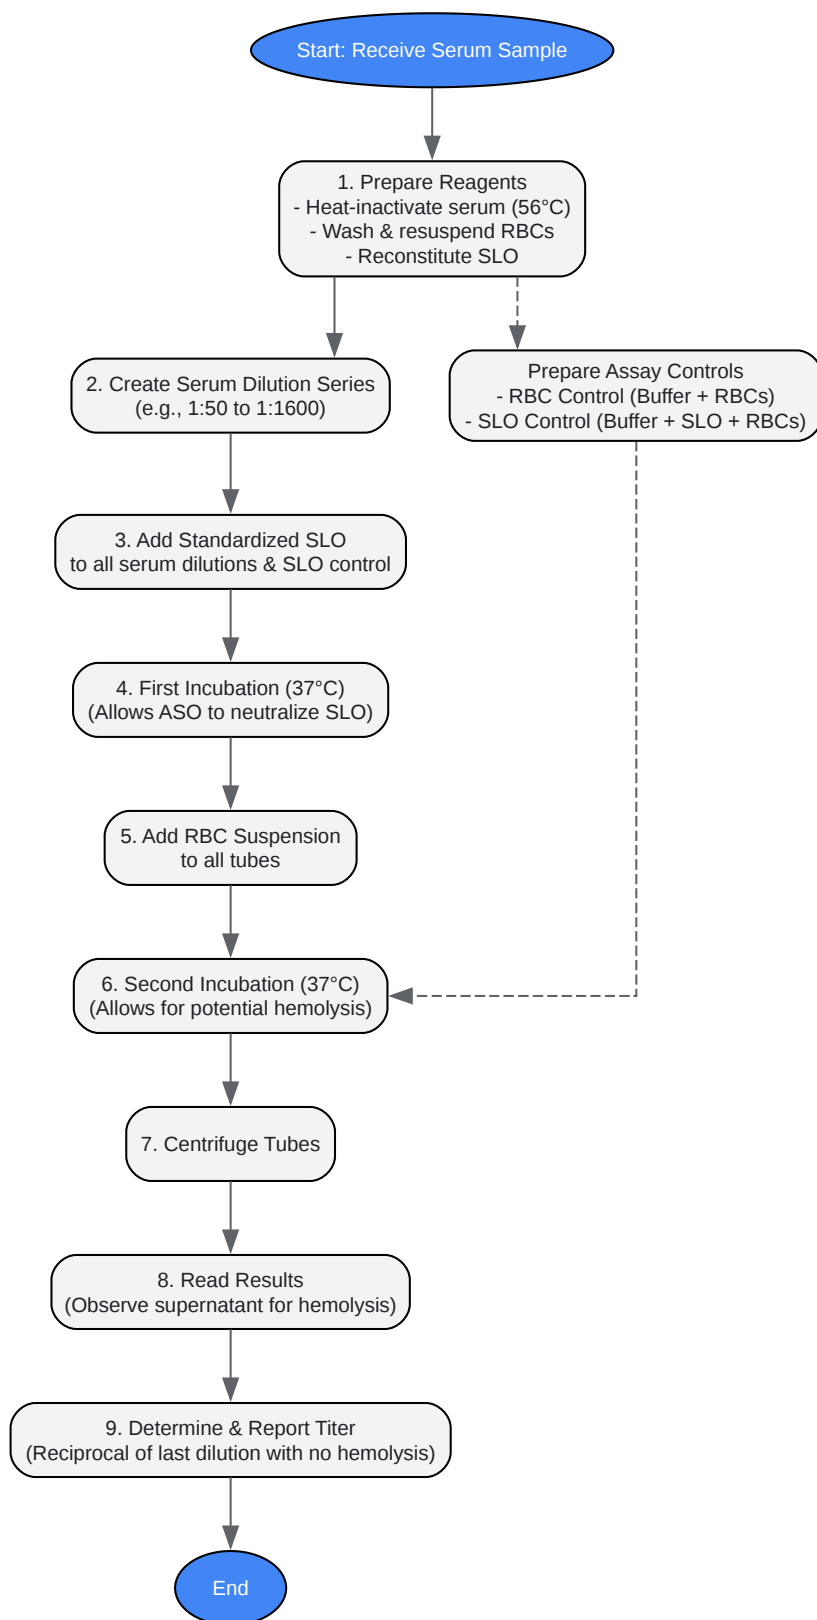 Start: Receive Serum Sample
1. Prepare Reagents
- Heat-inactivate serum (56°C)
- Wash & resuspend RBCs
- Reconstitute SLO
2. Create Serum Dilution Series
(e.g., 1:50 to 1:1600)
Prepare Assay Controls
- RBC Control (Buffer + RBCs)
- SLO Control (Buffer + SLO + RBCs)
3. Add Standardized SLO
to all serum dilutions & SLO control
4. First Incubation (37°C)
(Allows ASO to neutralize SLO)
5. Add RBC Suspension
to all tubes
6. Second Incubation (37°C)
(Allows for potential hemolysis)
7. Centrifuge Tubes
8. Read Results
(Observe supernatant for hemolysis)
9. Determine & Report Titer
(Reciprocal of last dilution with no hemolysis)
End